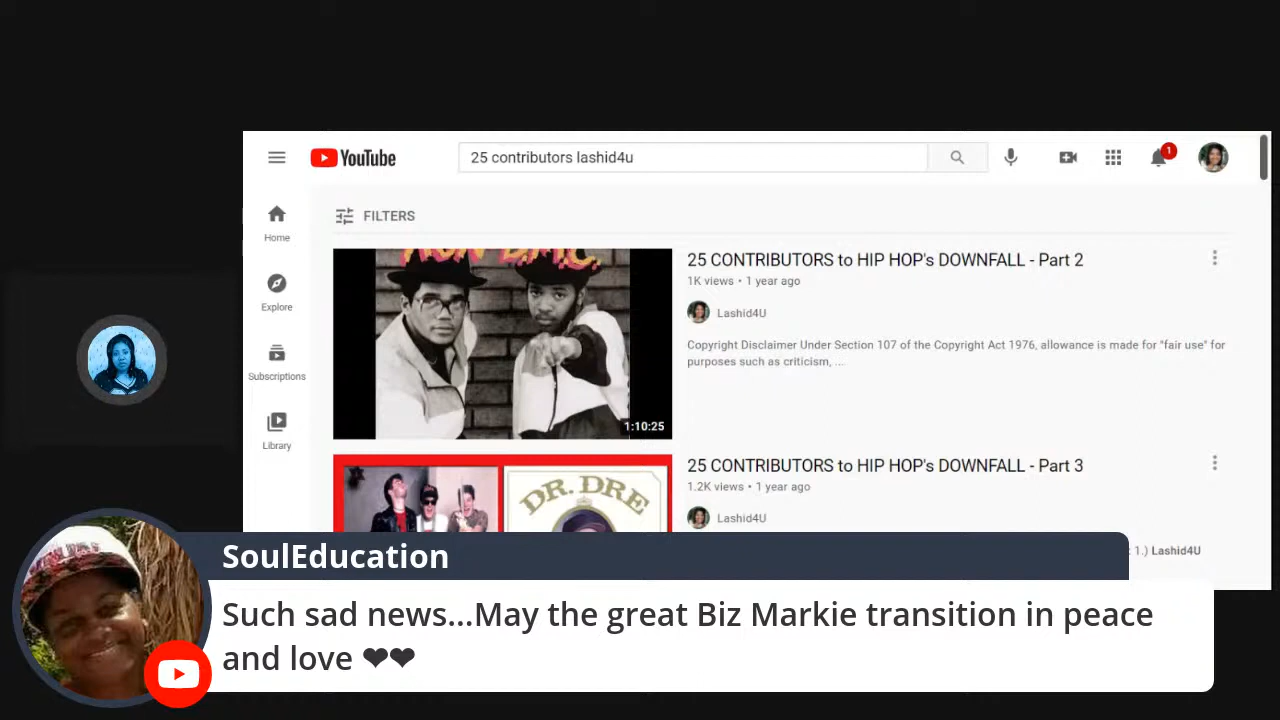 YouTube
25 contributors lashid4u
1
FILTERS
Home
Explore
Subscriptions
Library
1:10:25
25 CONTRIBUTORS to HIP HOP's DOWNFALL - Part 2
1K views • 1 year ago
Lashid4U
Copyright Disclaimer Under Section 107 of the Copyright Act 1976, allowance is made for "fair use" for
purposes such as criticism, ...
DR. DRE
25 CONTRIBUTORS to HIP HOP's DOWNFALL - Part 3
1.2K views • 1 year ago
Lashid4U
1.) Lashid4U
SoulEducation
Such sad news...May the great Biz Markie transition in peace
and love ❤❤